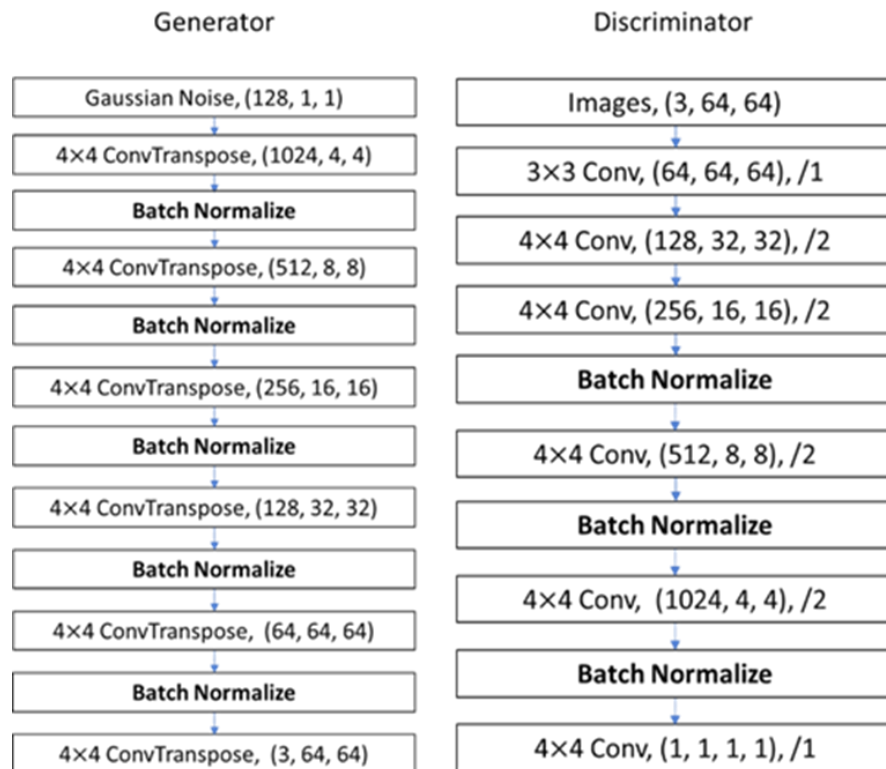 Generator
Gaussian Noise, (128, 1, 1)
4×4 ConvTranspose, (1024, 4, 4)
Batch Normalize
4×4 ConvTranspose, (512, 8, 8)
Batch Normalize
4×4 ConvTranspose, (256, 16, 16)
Batch Normalize
4×4 ConvTranspose, (128, 32, 32)
Batch Normalize
4×4 ConvTranspose, (64, 64, 64)
Batch Normalize
4×4 ConvTranspose, (3, 64, 64)
Discriminator
Images, (3, 64, 64)
3×3 Conv, (64, 64, 64), /1
4×4 Conv, (128, 32, 32), /2
4×4 Conv, (256, 16, 16), /2
Batch Normalize
4×4 Conv, (512, 8, 8), /2
Batch Normalize
4×4 Conv, (1024, 4, 4), /2
Batch Normalize
4×4 Conv, (1, 1, 1, 1), /1